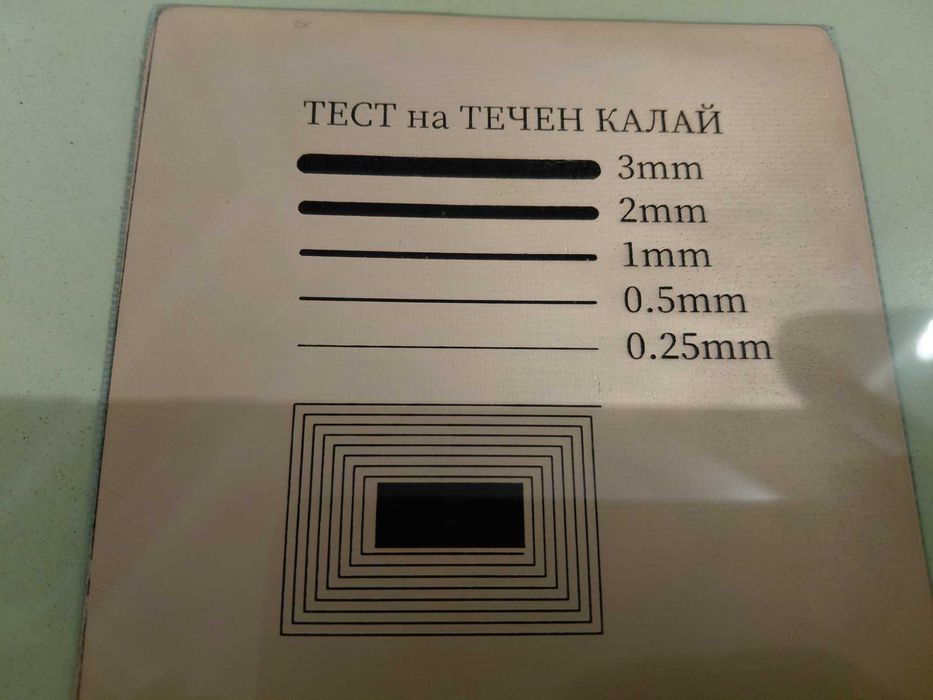 ТЕСТ на ТЕЧЕН КАЛАЙ
3mm
2mm
1mm
0.5mm
0.25mm